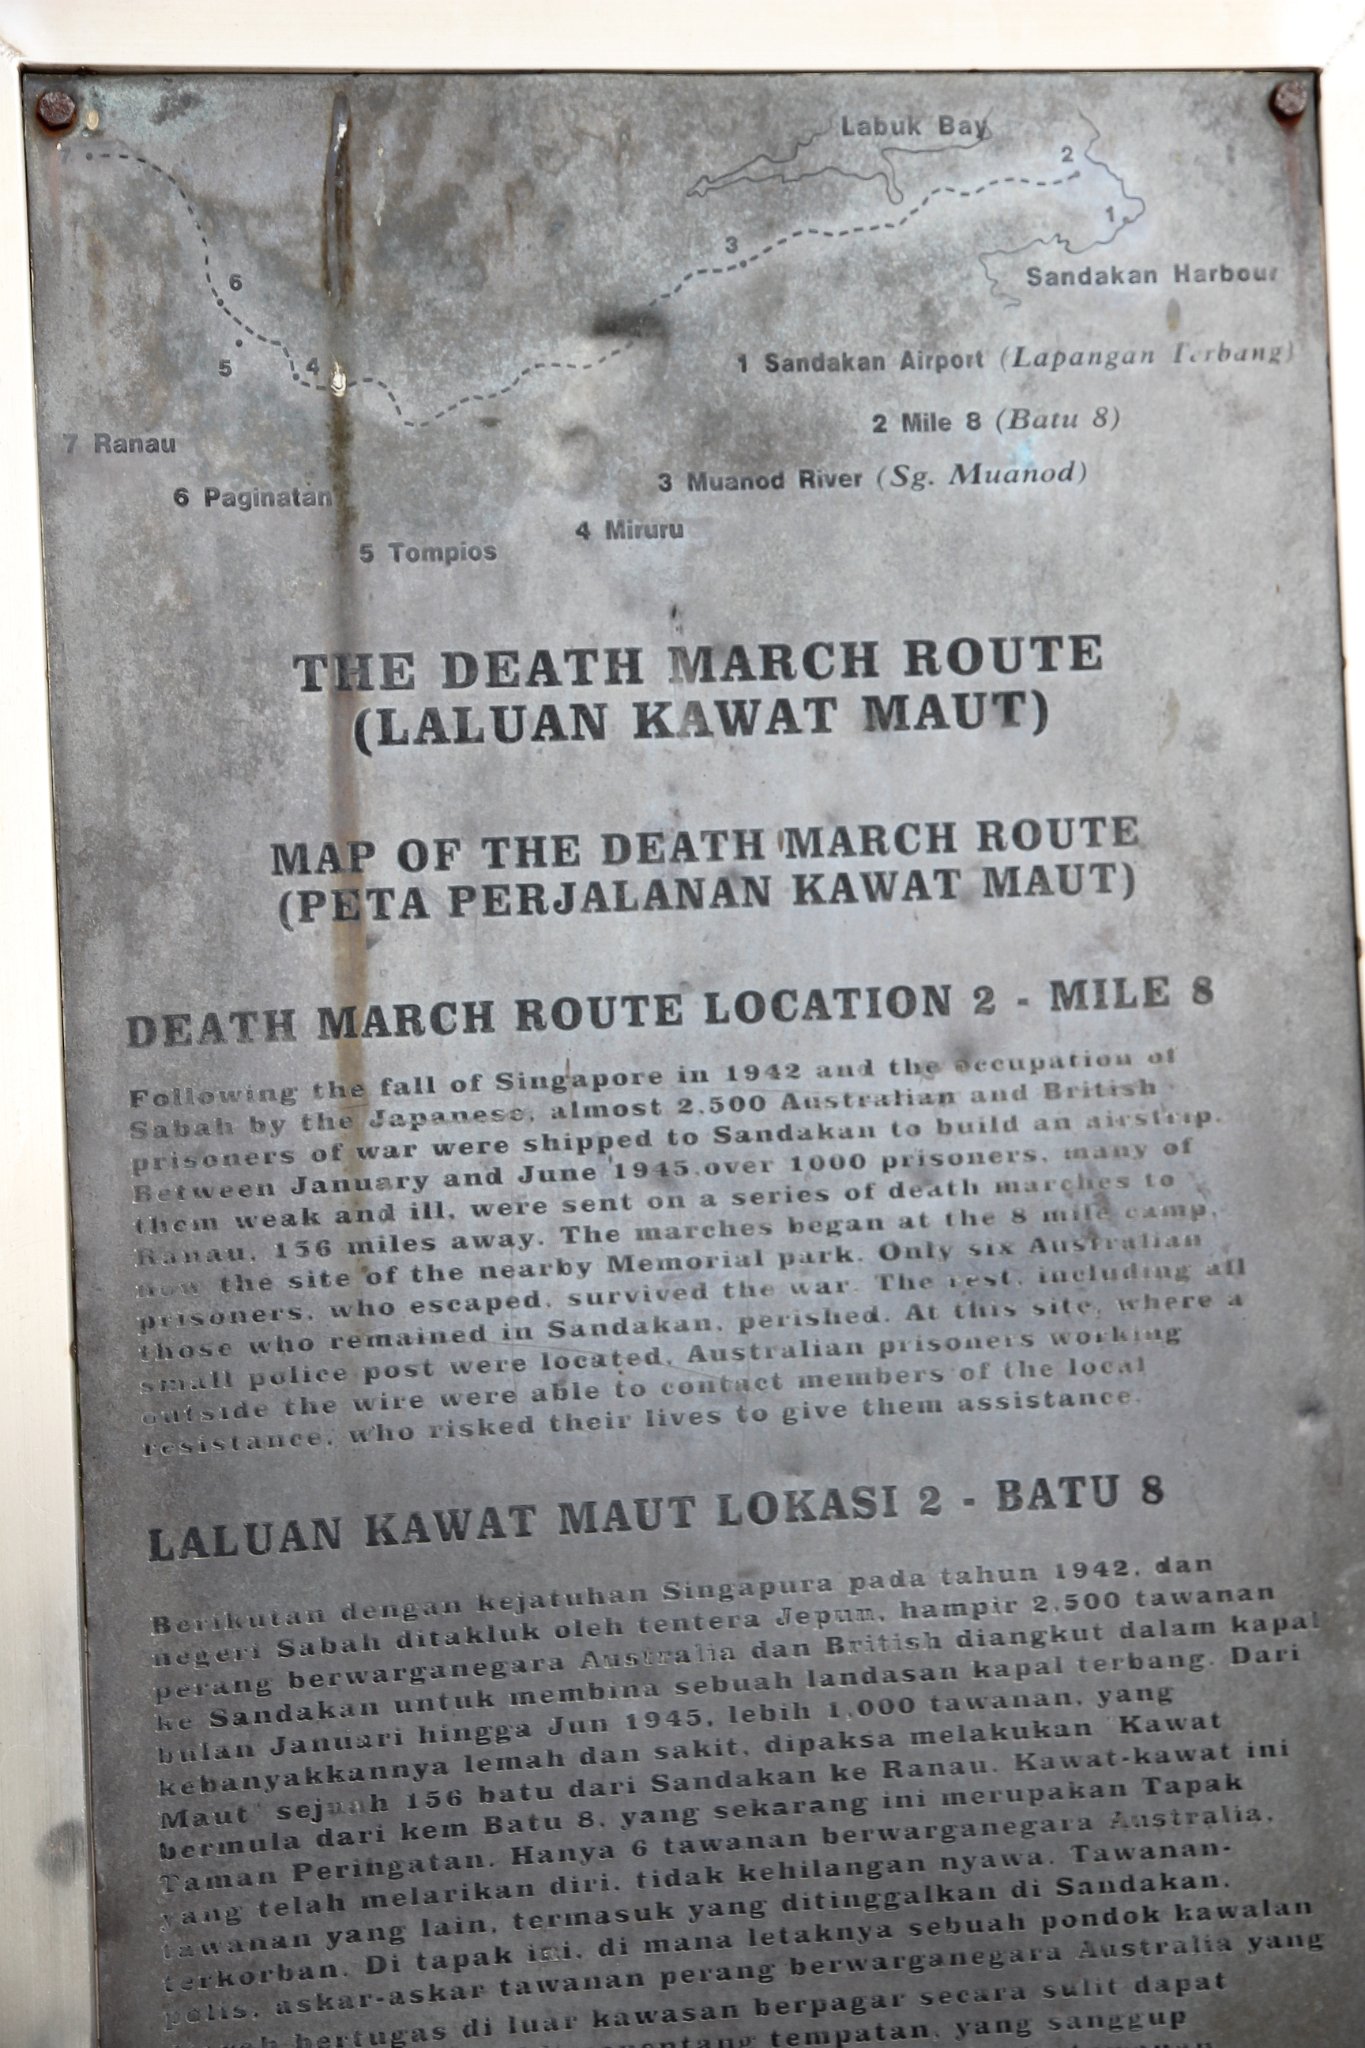 Labuk Bay
7
2
1
3
Sandakan Harbour
6
5
4
1 Sandakan Airport (Lapangan Terbang)
2 Mile 8 (Batu 8)
7 Ranau
3 Muanod River (Sg. Muanod)
6 Paginatan
4 Miruru
5 Tompios
THE DEATH MARCH ROUTE
(LALUAN KAWAT MAUT)
MAP OF THE DEATH MARCH ROUTE
(PETA PERJALANAN KAWAT MAUT)
DEATH MARCH ROUTE LOCATION 2 - MILE 8
Following the fall of Singapore in 1942 and the occupation of
Sabah by the Japanese, almost 2,500 Australian and British
prisoners of war were shipped to Sandakan to build an airstrip.
Between January and June 1945, over 1000 prisoners, many of
them weak and ill, were sent on a series of death marches to
Ranau, 156 miles away. The marches began at the 8 mile camp,
now the site of the nearby Memorial park. Only six Australian
prisoners, who escaped, survived the war. The rest, including all
those who remained in Sandakan, perished. At this site, where a
small police post were located, Australian prisoners working
outside the wire were able to contact members of the local
resistance, who risked their lives to give them assistance.
LALUAN KAWAT MAUT LOKASI 2 - BATU 8
Berikutan dengan kejatuhan Singapura pada tahun 1942, dan
negeri Sabah ditakluk oleh tentera Jepun, hampir 2,500 tawanan
perang berwarganegara Australia dan British diangkut dalam kapal
ke Sandakan untuk membina sebuah landasan kapal terbang. Dari
bulan Januari hingga Jun 1945, lebih 1,000 tawanan, yang
kebanyakkannya lemah dan sakit, dipaksa melakukan 'Kawat
Maut' sejauh 156 batu dari Sandakan ke Ranau. Kawat-kawat ini
bermula dari kem Batu 8, yang sekarang ini merupakan Tapak
Taman Peringatan. Hanya 6 tawanan berwarganegara Australia,
yang telah melarikan diri, tidak kehilangan nyawa. Tawanan-
tawanan yang lain, termasuk yang ditinggalkan di Sandakan,
terkorban. Di tapak ini, di mana letaknya sebuah pondok kawalan
polis, askar-askar tawanan perang berwarganegara Australia yang
bertugas di luar kawasan berpagar secara sulit dapat
tempatan, yang sanggup